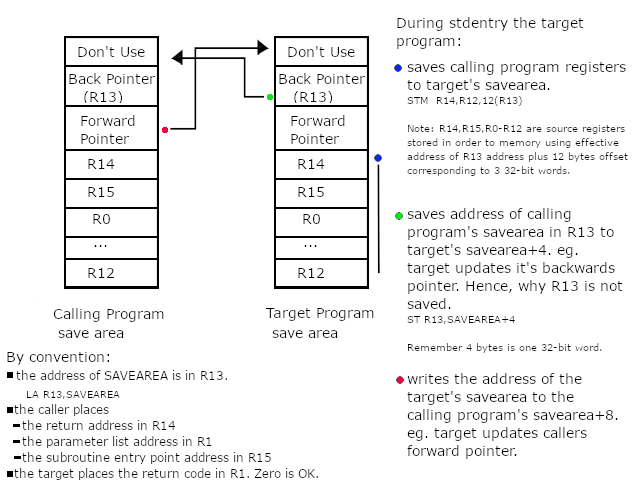 During stdentry the target
program:
saves calling program registers
to target's savearea.
STM  R14,R12,12(R13)
Note: R14,R15,R0-R12 are source registers
stored in order to memory using effective
address of R13 address plus 12 bytes offset
corresponding to 3 32-bit words.
saves address of calling
program's savearea in R13 to
target's savearea+4. eg.
target updates it's backwards
pointer. Hence, why R13 is not
saved.
ST R13,SAVEAREA+4
Remember 4 bytes is one 32-bit word.
writes the address of the
target's savearea to the
calling program's savearea+8.
eg. target updates callers
forward pointer.
Don't Use
Back Pointer
(R13)
Forward
Pointer
R14
R15
R0
...
R12
Calling Program
save area
Don't Use
Back Pointer
(R13)
Forward
Pointer
R14
R15
R0
...
R12
Target Program
save area
By convention:
the address of SAVEAREA is in R13.
LA R13,SAVEAREA
the caller places
the return address in R14
the parameter list address in R1
the subroutine entry point address in R15
the target places the return code in R1. Zero is OK.